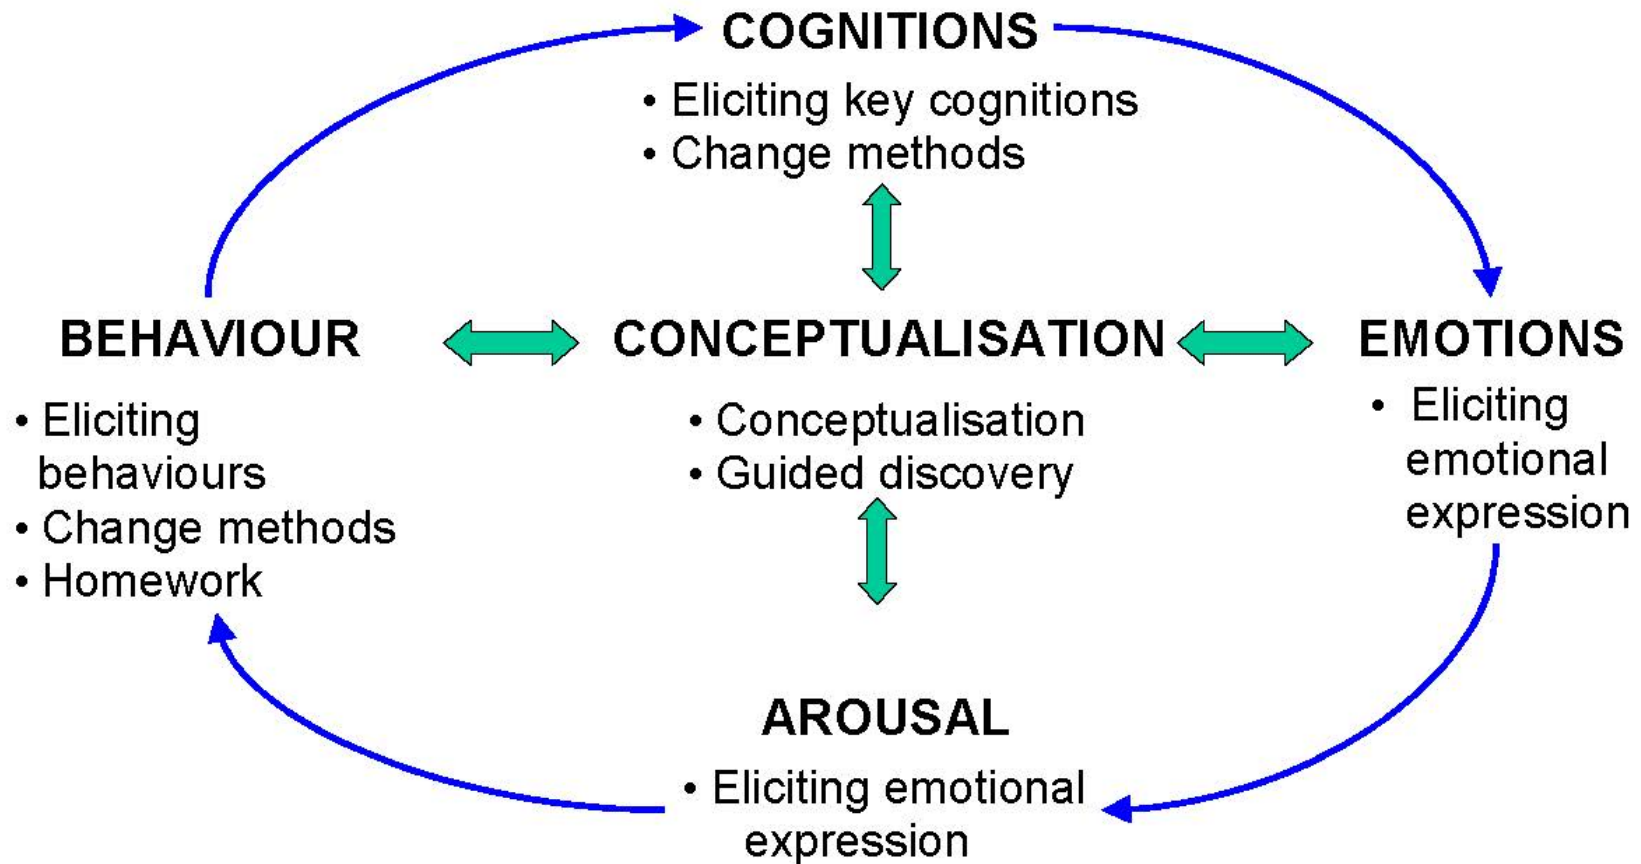 COGNITIONS
• Eliciting key cognitions
• Change methods
BEHAVIOUR
• Eliciting
behaviours
• Change methods
• Homework
CONCEPTUALISATION
• Conceptualisation
• Guided discovery
EMOTIONS
• Eliciting
emotional
expression
AROUSAL
• Eliciting emotional
expression